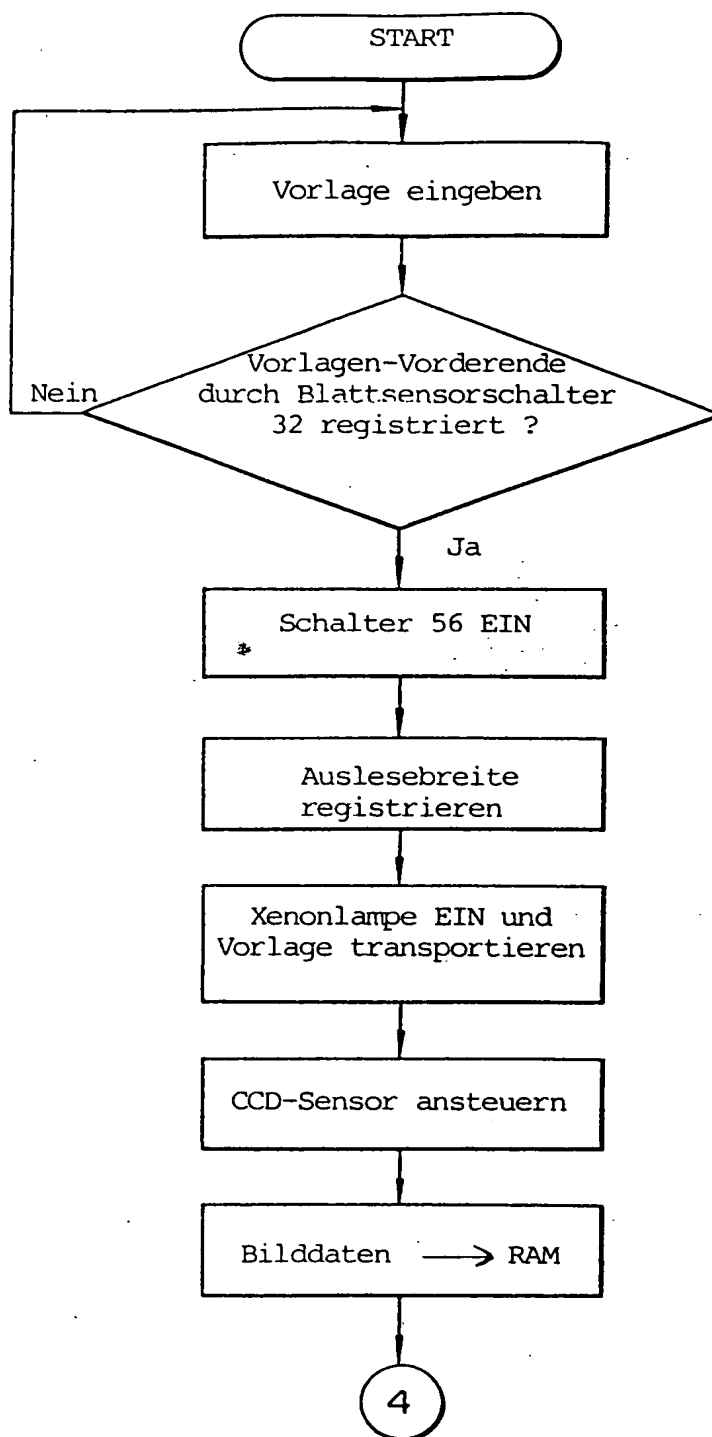 START
Vorlage eingeben
Vorlagen-Vorderende
durch Blattsensorschalter
32 registriert ?
Nein
Ja
Schalter 56 EIN
Auslesebreite
registrieren
Xenonlampe EIN und
Vorlage transportieren
CCD-Sensor ansteuern
Bilddaten → RAM
4